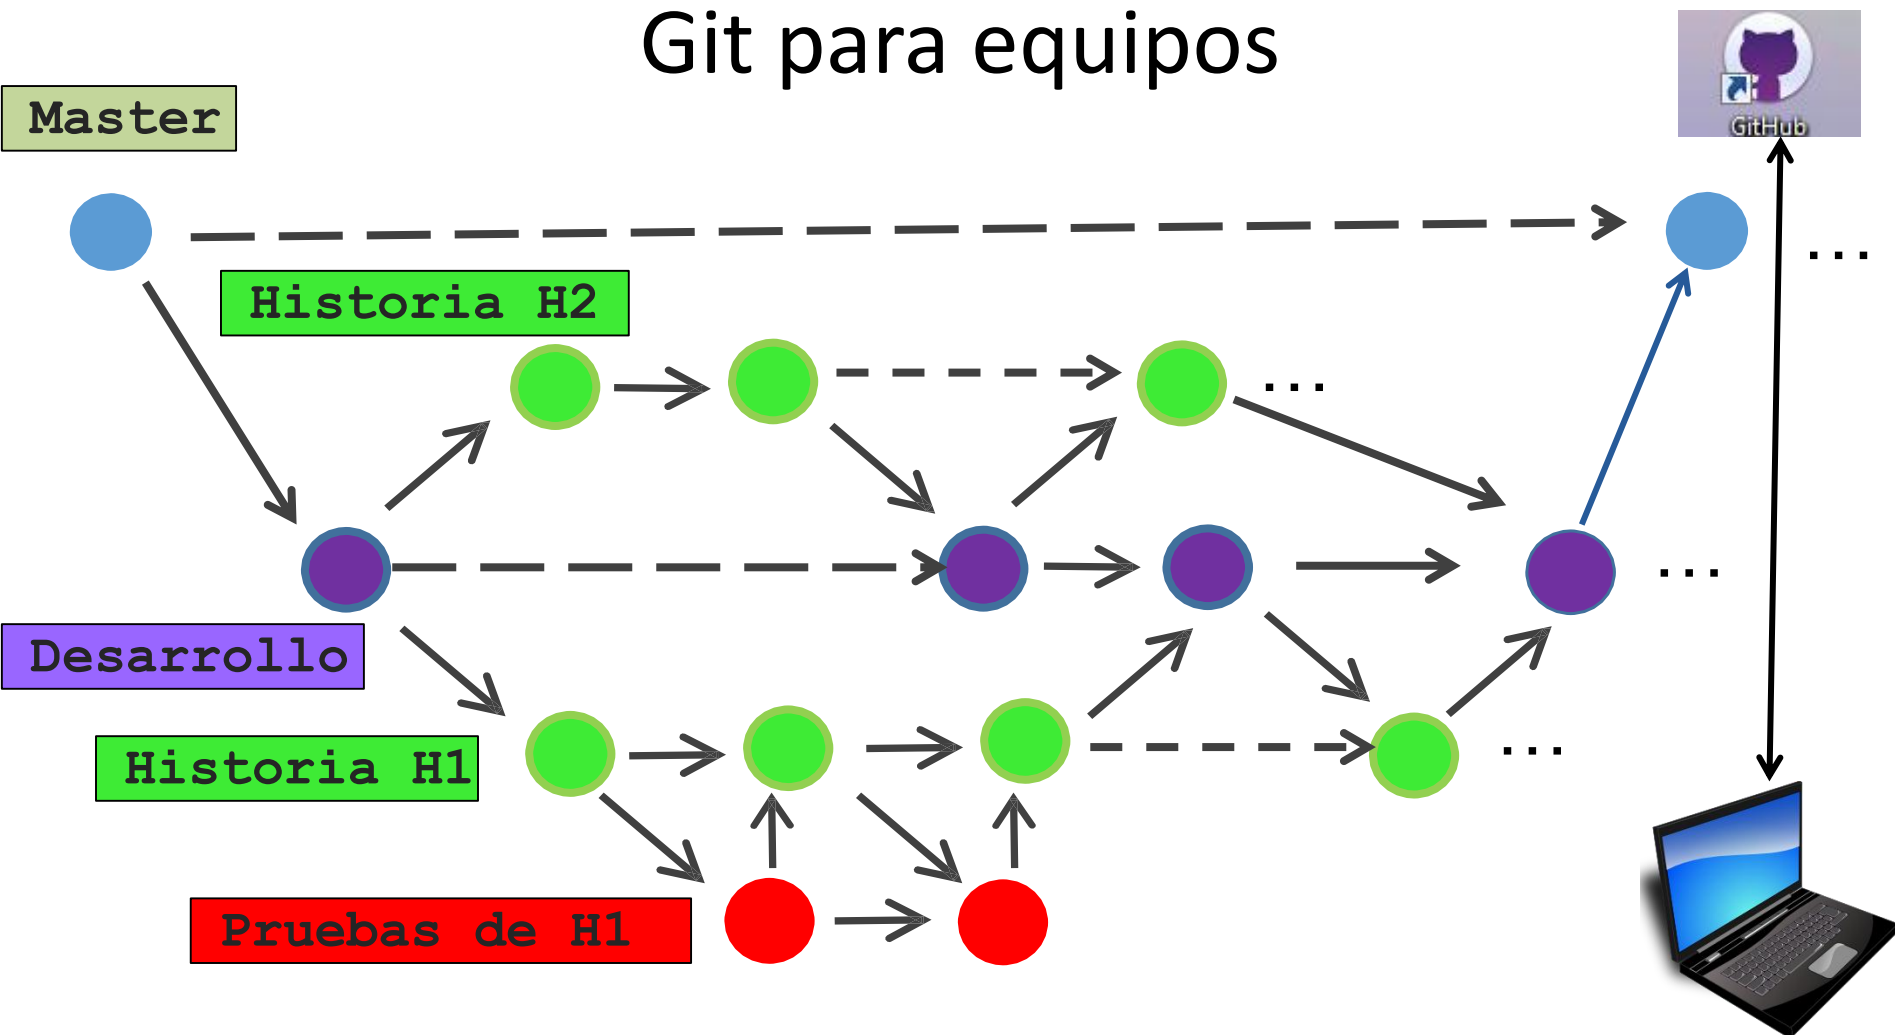 Git para equipos
GitHub
Master
...
Historia H2
...
...
Desarrollo
Historia H1
...
Pruebas de H1